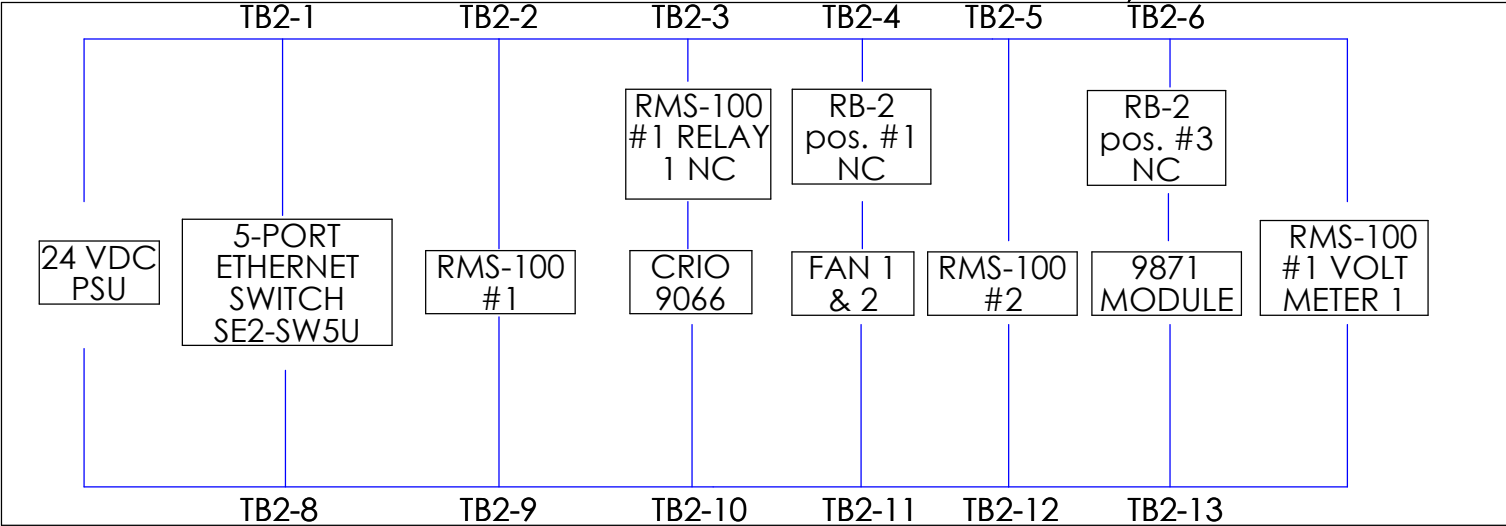 TB2-1 TB2-2 TB2-3 TB2-4 TB2-5 TB2-6
RMS-100
#1 RELAY
1 NC
RB-2
pos. #1
NC
RB-2
pos. #3
NC
24 VDC
PSU
5-PORT
ETHERNET
SWITCH
SE2-SW5U
RMS-100
#1
CRIO
9066
FAN 1
& 2
RMS-100
#2
9871
MODULE
RMS-100
#1 VOLT
METER 1
TB2-8 TB2-9 TB2-10 TB2-11 TB2-12 TB2-13